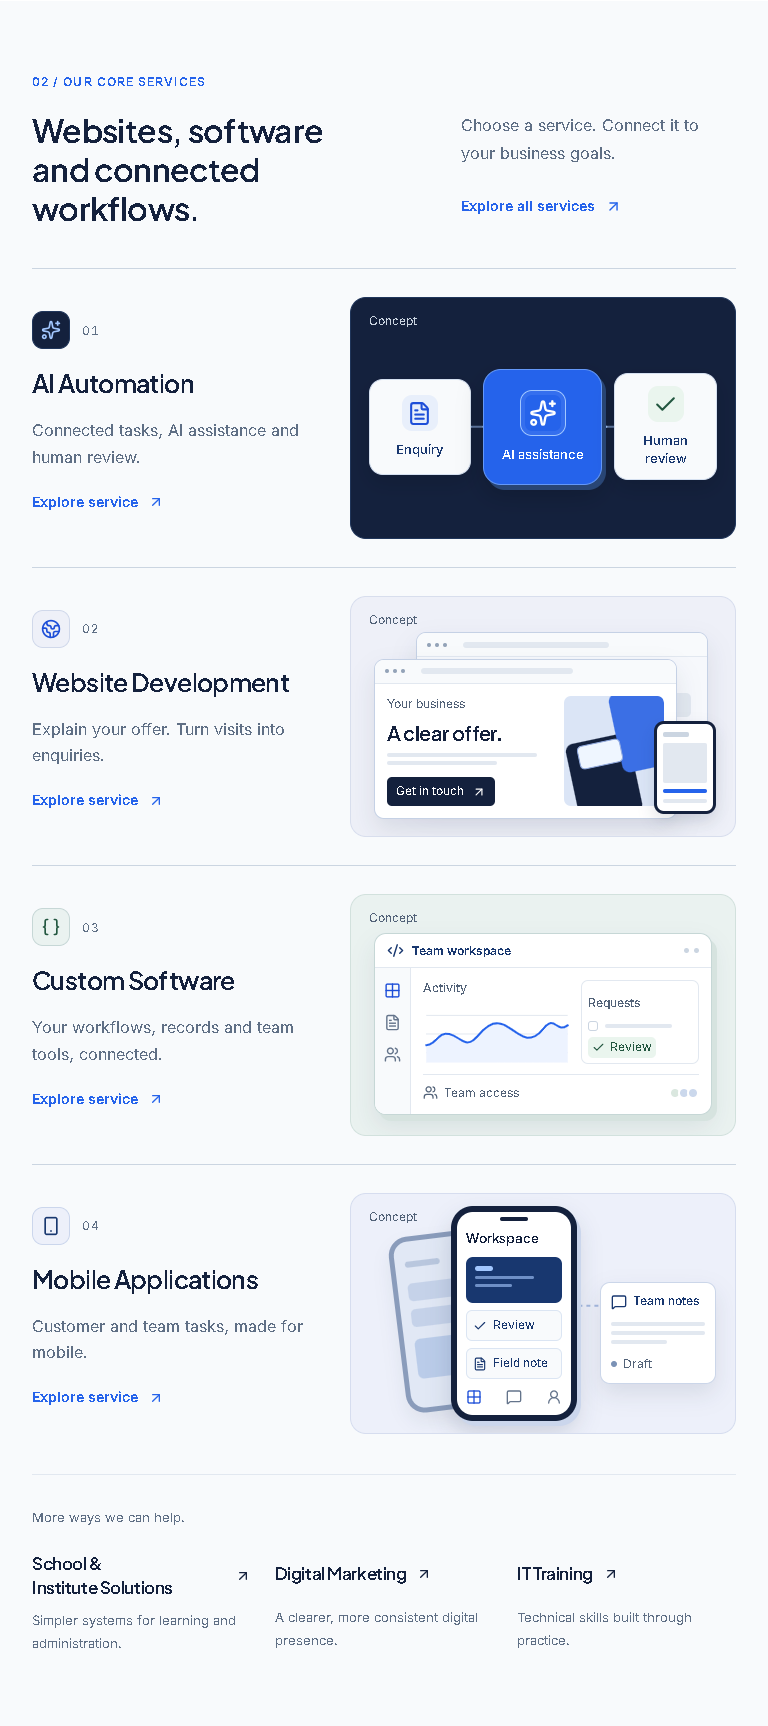 02 / OUR CORE SERVICES
Websites, software
and connected
workflows.
Choose a service. Connect it to
your business goals.
Explore all services
01
AI Automation
Connected tasks, AI assistance and
human review.
Explore service
Concept
Enquiry
AI assistance
Human
review
02
Website Development
Explain your offer. Turn visits into
enquiries.
Explore service
Concept
Your business
A clear offer.
Get in touch
03
Custom Software
Your workflows, records and team
tools, connected.
Explore service
Concept
Team workspace
Activity
Requests
Review
Team access
04
Mobile Applications
Customer and team tasks, made for
mobile.
Explore service
Concept
Workspace
Review
Field note
Team notes
Draft
More ways we can help.
School &
Institute Solutions
Simpler systems for learning and
administration.
Digital Marketing
A clearer, more consistent digital
presence.
IT Training
Technical skills built through
practice.